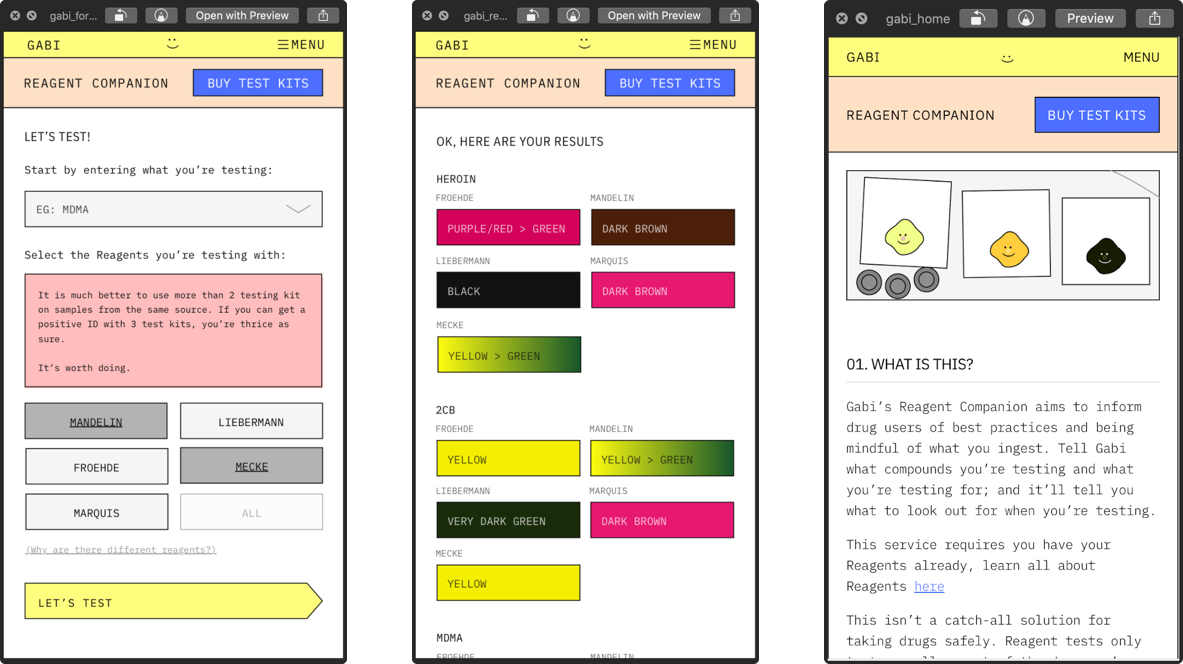 gabi_for...
Open with Preview
GABI
MENU
REAGENT COMPANION
BUY TEST KITS
LET'S TEST!
Start by entering what you're testing:
EG: MDMA
Select the Reagents you're testing with:
It is much better to use more than 2 testing kit
on samples from the same source. If you can get a
positive ID with 3 test kits, you're thrice as
sure.
It's worth doing.
MANDELIN
LIEBERMANN
FROEHDE
MECKE
MARQUIS
ALL
(Why are there different reagents?)
LET'S TEST
gabi_re...
Open with Preview
GABI
MENU
REAGENT COMPANION
BUY TEST KITS
OK, HERE ARE YOUR RESULTS
HEROIN
FROEHDE
MANDELIN
PURPLE/RED > GREEN
DARK BROWN
LIEBERMANN
MARQUIS
BLACK
DARK BROWN
MECKE
YELLOW > GREEN
2CB
FROEHDE
MANDELIN
YELLOW
YELLOW > GREEN
LIEBERMANN
MARQUIS
VERY DARK GREEN
DARK BROWN
MECKE
YELLOW
MDMA
FROEHDE
MANDELIN
gabi_home
Preview
GABI
MENU
REAGENT COMPANION
BUY TEST KITS
01. WHAT IS THIS?
Gabi's Reagent Companion aims to inform
drug users of best practices and being
mindful of what you ingest. Tell Gabi
what compounds you're testing and what
you're testing for; and it'll tell you
what to look out for when you're testing.
This service requires you have your
Reagents already, learn all about
Reagents here
This isn't a catch-all solution for
taking drugs safely. Reagent tests only